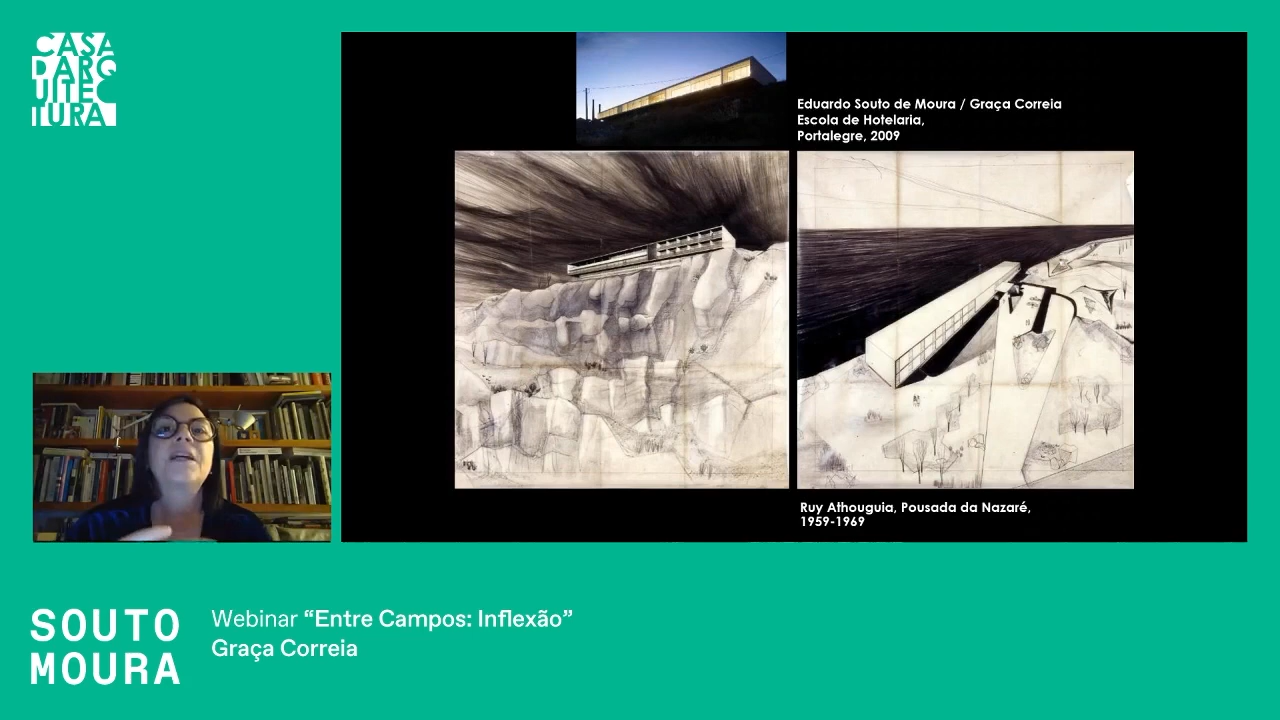 CASA
DARQ
UITEC
TURA
Eduardo Souto de Moura / Graça Correia
Escola de Hotelaria,
Portalegre, 2009
Ruy Athouguia, Pousada da Nazaré,
1959-1969
SOUTO
MOURA
Webinar “Entre Campos: Inflexão”
Graça Correia